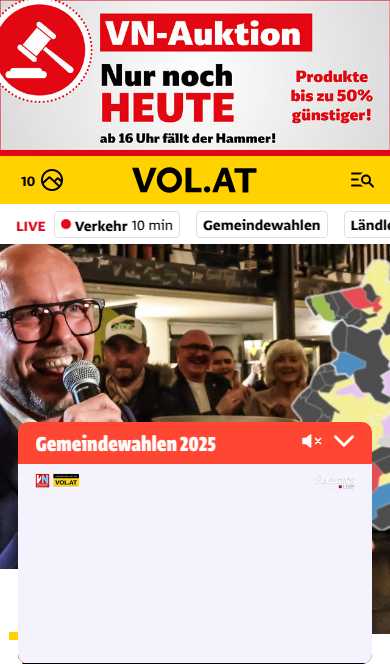 VN-Auktion
Nur noch
HEUTE
ab 16 Uhr fällt der Hammer!
Produkte
bis zu 50%
günstiger!
10
VOL.AT
LIVE
Verkehr 10 min
Gemeindewahlen
Ländle
Gemeindewahlen 2025
VN
VOL.AT